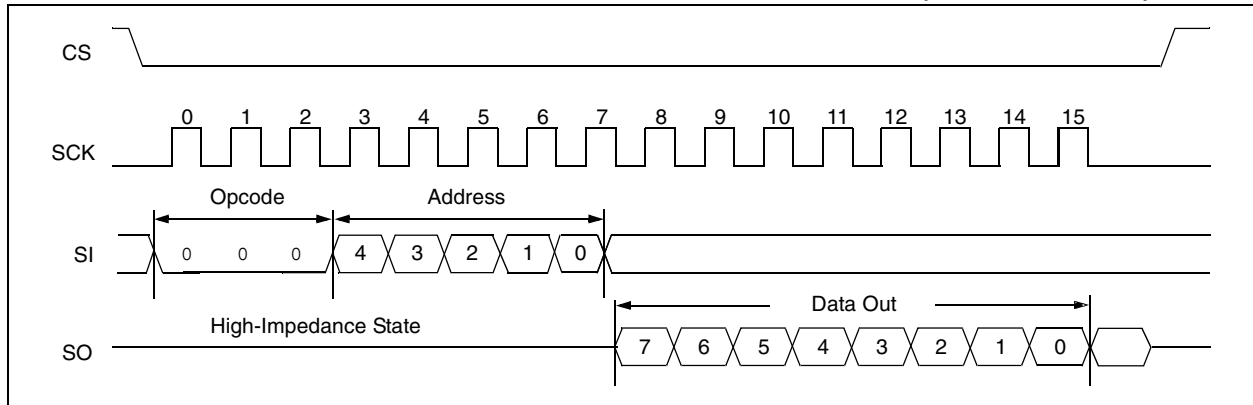 CS
0 1 2 3 4 5 6 7 8 9 10 11 12 13 14 15
SCK
Opcode Address
SI 0 0 0 4 3 2 1 0
Data Out
High-Impedance State
SO 7 6 5 4 3 2 1 0